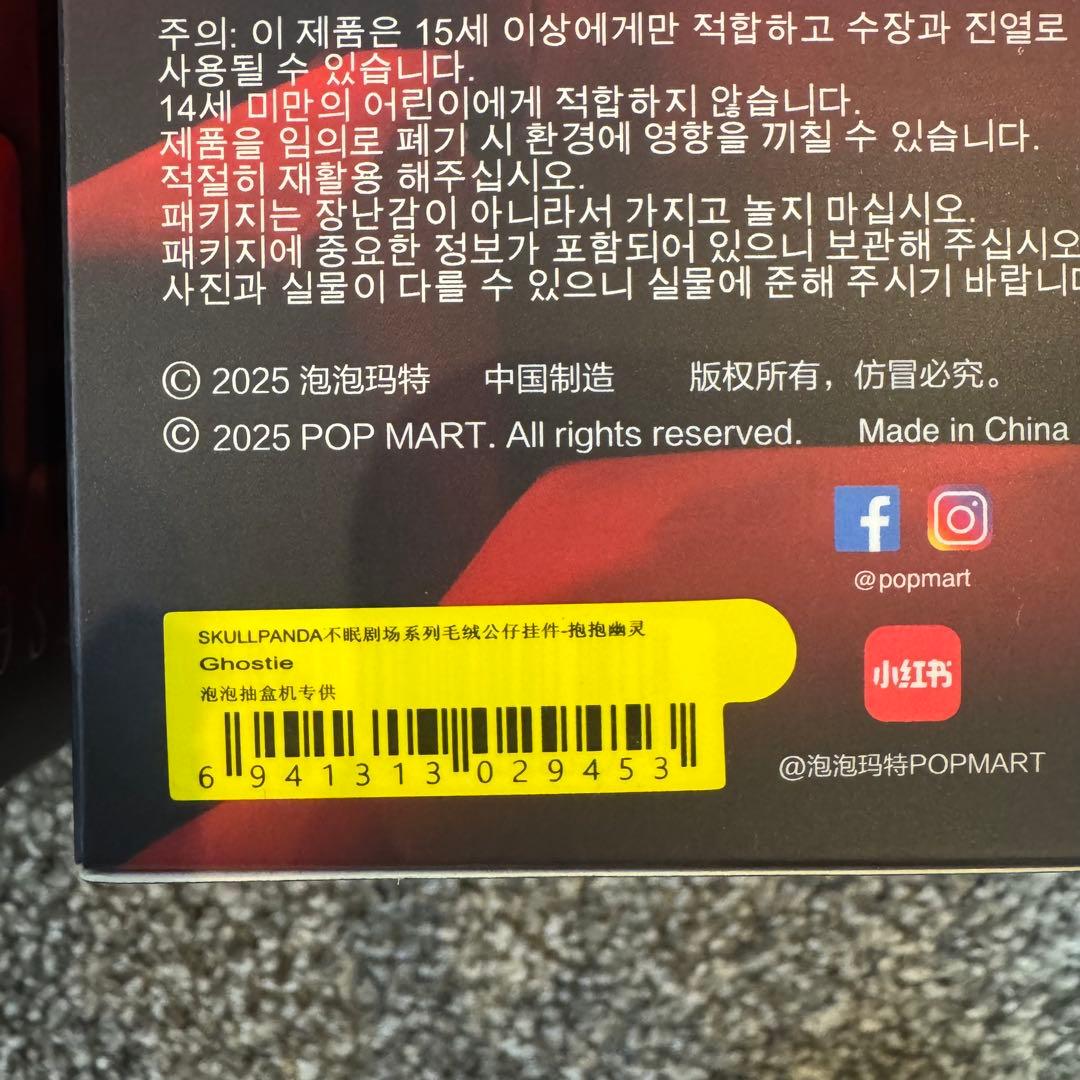 주의: 이 제품은 15세 이상에게만 적합하고 수장과 진열로
사용될 수 있습니다.
14세 미만의 어린이에게 적합하지 않습니다.
제품을 임의로 폐기 시 환경에 영향을 끼칠 수 있습니다.
적절히 재활용 해주십시오.
패키지는 장난감이 아니라서 가지고 놀지 마십시오.
패키지에 중요한 정보가 포함되어 있으니 보관해 주십시오
사진과 실물이 다를 수 있으니 실물에 준해 주시기
© 2025 泡泡玛特 中国制造 版权所有，仿冒必究。
© 2025 POP MART. All rights reserved. Made in China
@popmart
SKULLPANDA不眠剧场系列毛绒公仔挂件-抱抱幽灵
Ghostie
泡泡抽盒机专供
6941313029453
小红书
@泡泡玛特POPMART